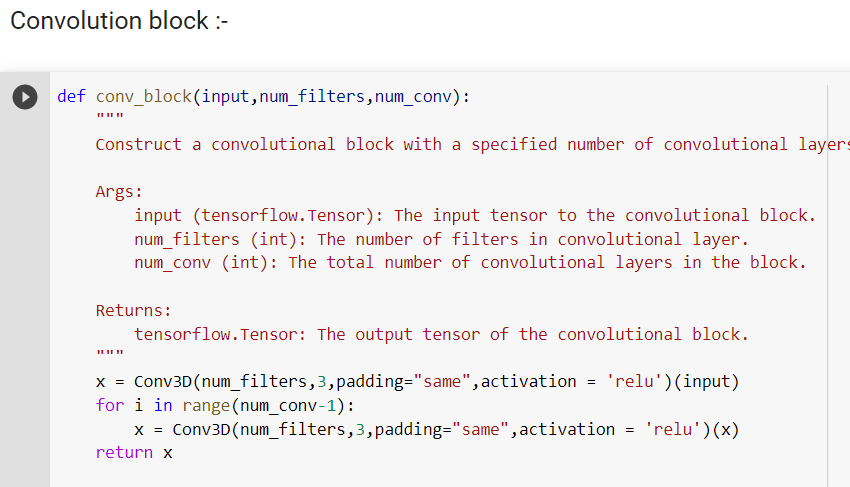 Convolution block :-
def conv_block(input,num_filters,num_conv):
"""
Construct a convolutional block with a specified number of convolutional layers
Args:
input (tensorflow.Tensor): The input tensor to the convolutional block.
num_filters (int): The number of filters in convolutional layer.
num_conv (int): The total number of convolutional layers in the block.
Returns:
tensorflow.Tensor: The output tensor of the convolutional block.
"""
x = Conv3D(num_filters,3,padding="same",activation = 'relu')(input)
for i in range(num_conv-1):
x = Conv3D(num_filters,3,padding="same",activation = 'relu')(x)
return x